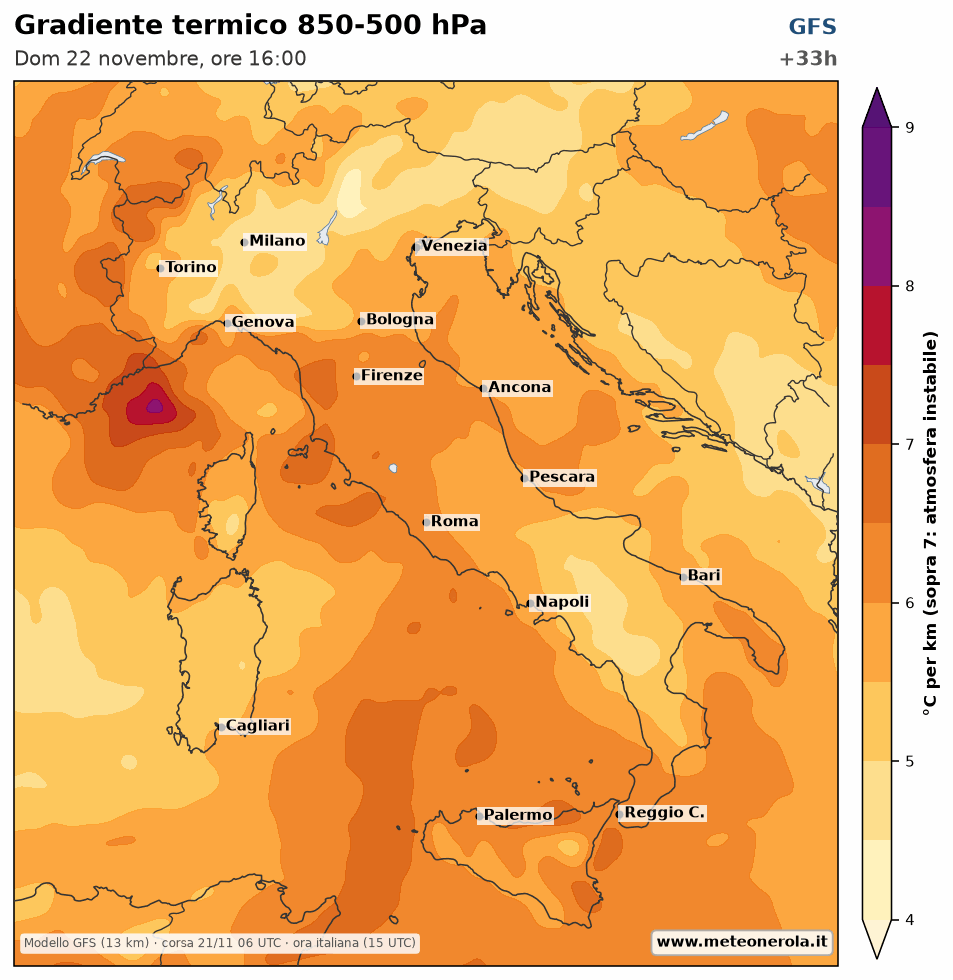 Gradiente termico 850-500 hPa
GFS
Dom 22 novembre, ore 16:00
+33h
Milano
Venezia
Torino
Genova
Bologna
Firenze
Ancona
Pescara
Roma
Bari
Napoli
Cagliari
Palermo
Reggio C.
9
8
7
6
5
4
°C per km (sopra 7: atmosfera instabile)
Modello GFS (13 km) · corsa 21/11 06 UTC · ora italiana (15 UTC)
www.meteonerola.it